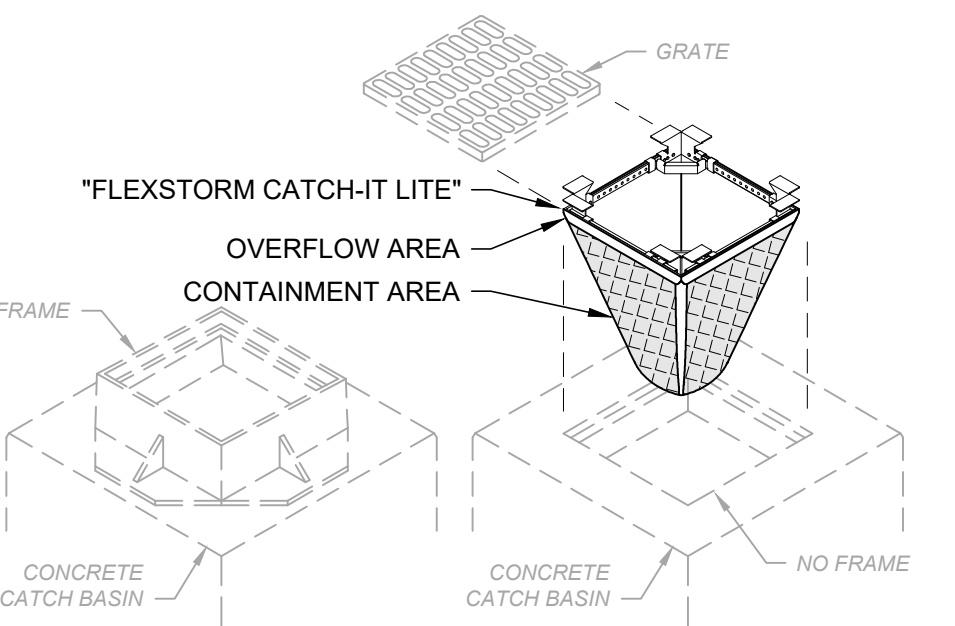 GRATE
"FLEXSTORM CATCH-IT LITE"
OVERFLOW AREA
CONTAINMENT AREA
FRAME
CONCRETE
CATCH BASIN
CONCRETE
CATCH BASIN
NO FRAME